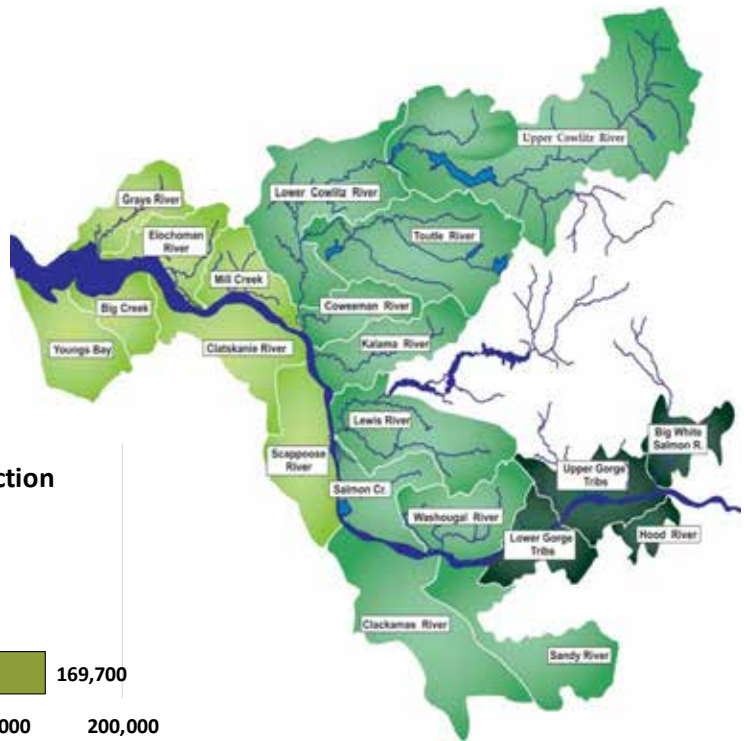 Upper Cowlitz River
Grays River
Lower Cowlitz River
Elochoman
River
Toutle River
Mill Creek
Big Creek
Coweeman River
Youngs Bay
Clatskanie River
Kalama River
Lewis River
Big White
Salmon R.
Scappoose
River
Upper Gorge
Tribs
Salmon Cr.
Washougal River
Lower Gorge
Tribs
Hood River
Clackamas River
Sandy River
ction
169,700
000
200,000